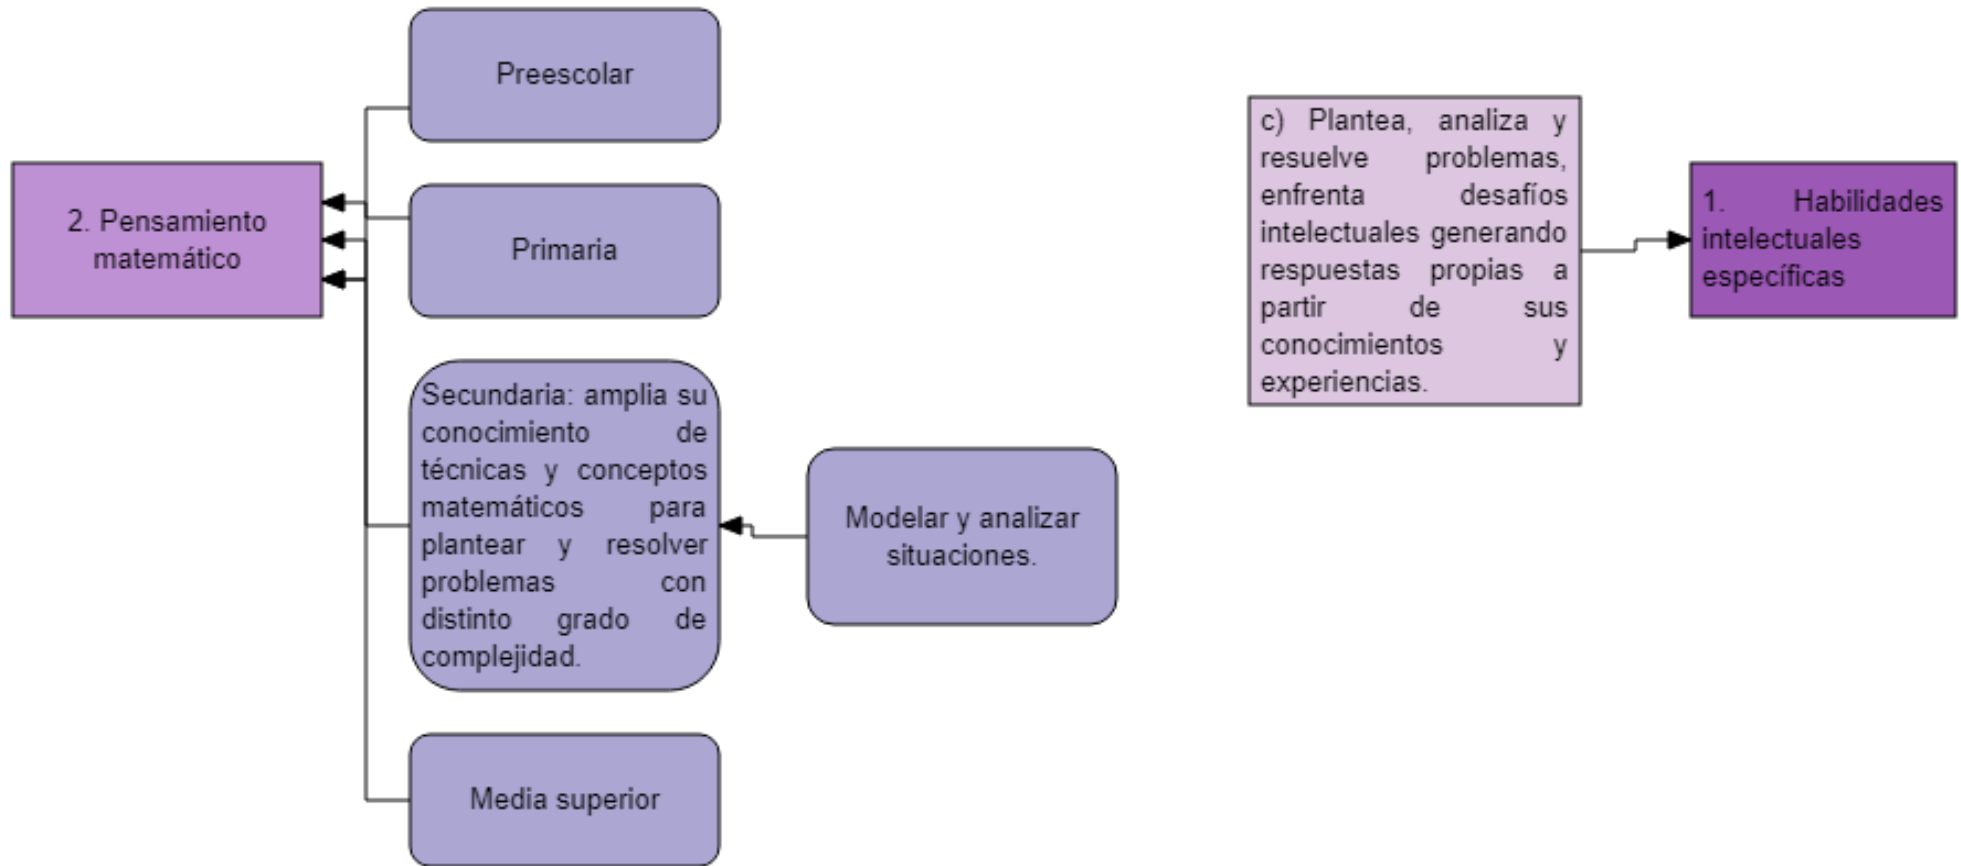 Preescolar
2. Pensamiento
matemático
Primaria
Secundaria: amplia su
conocimiento de
técnicas y conceptos
matemáticos para
plantear y resolver
problemas con
distinto grado de
complejidad.
Media superior
Modelar y analizar
situaciones.
c) Plantea, analiza y
resuelve problemas,
enfrenta desafíos
intelectuales generando
respuestas propias a
partir de sus
conocimientos y
experiencias.
1. Habilidades
intelectuales
específicas